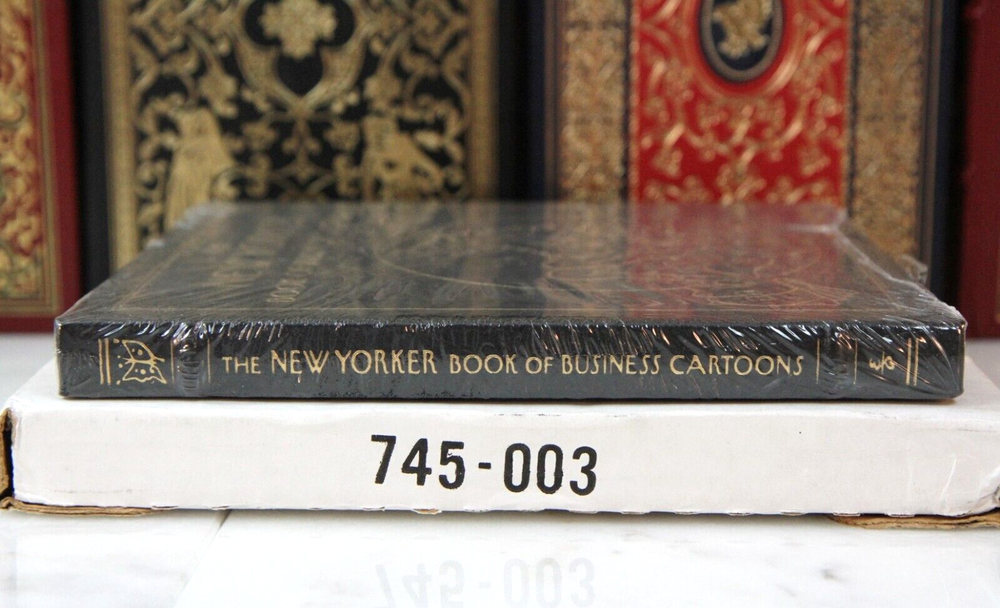 THE NEW YORKER BOOK OF BUSINESS CARTOONS
745-003